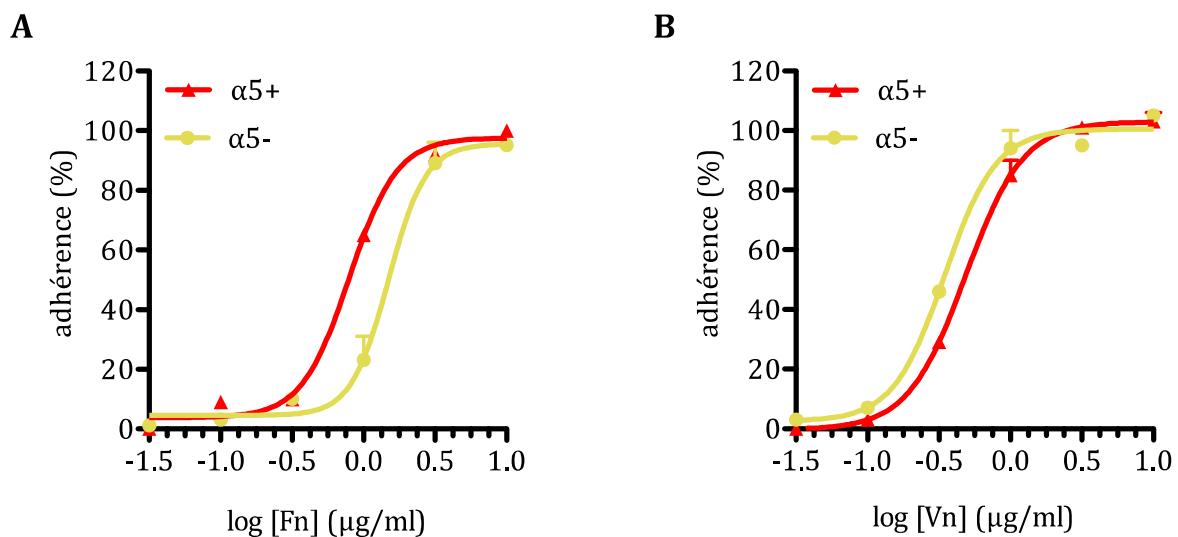 A
B
120
100
80
60
40
20
0
adhérence (%)
α5+
α5-
-1.5
-1.0
-0.5
0.0
0.5
1.0
log [Fn] (μg/ml)
120
100
80
60
40
20
0
adhérence (%)
α5+
α5-
-1.5
-1.0
-0.5
0.0
0.5
1.0
log [Vn] (μg/ml)